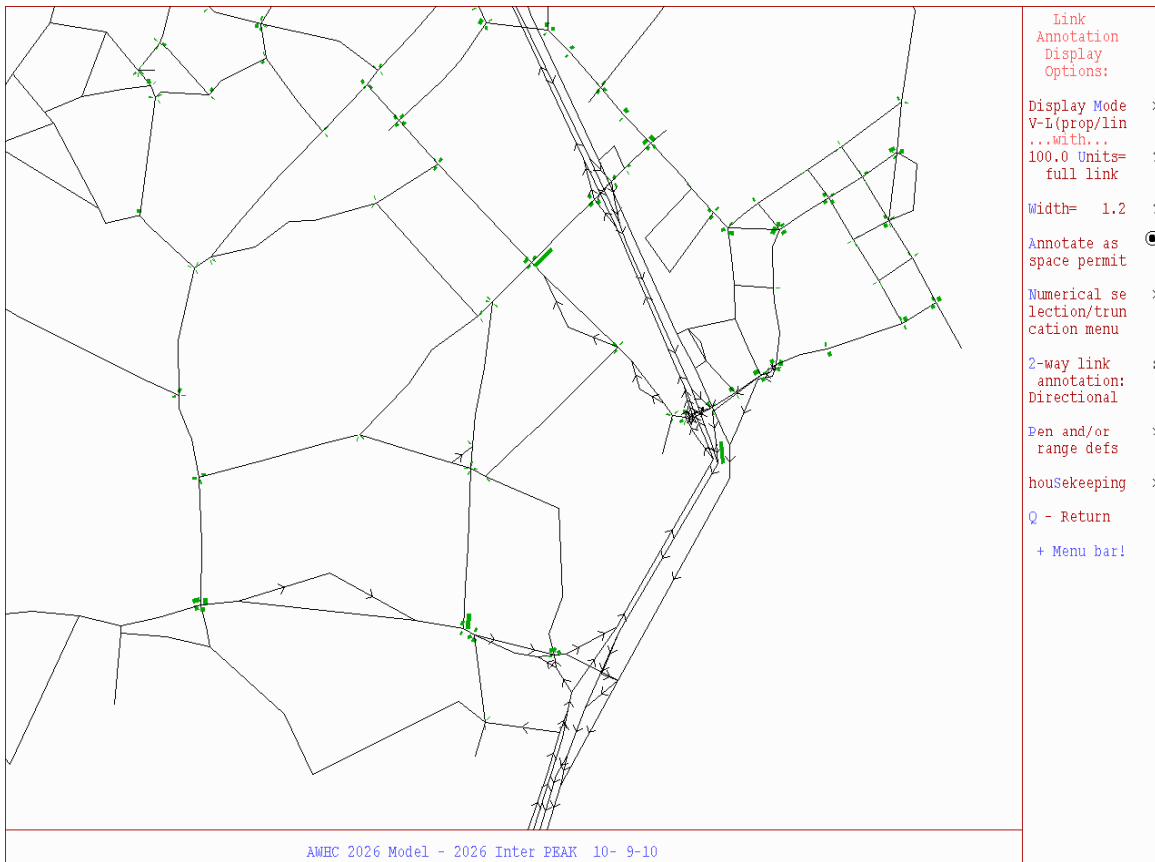 Link
Annotation
Display
Options:
Display Mode
V-L(prop/lin
...with...
100.0 Units=
full link
Width= 1.2
Annotate as
space permit
Numerical se
lection/trun
cation menu
2-way link
annotation:
Directional
Pen and/or
range defs
houSekeeping
Q - Return
+ Menu bar!
AWHC 2026 Model - 2026 Inter PEAK 10- 9-10